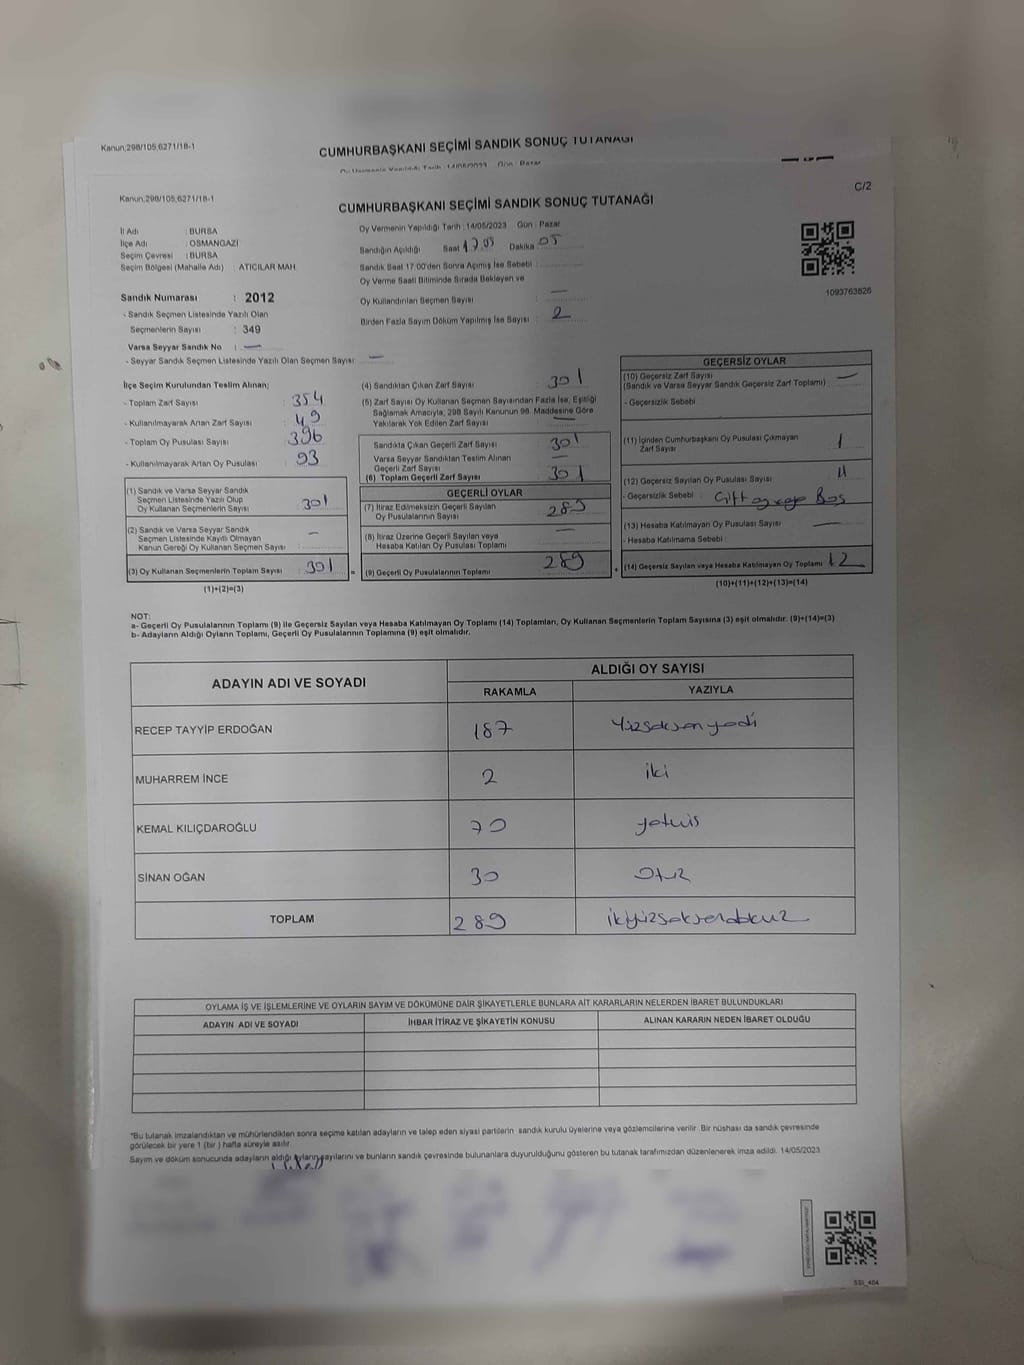 Kanun;298/105;6271/18-1
CUMHURBAŞKANI SEÇİMİ SANDIK SONUÇ TUTANAĞI
Kanun;298/105;6271/18-1
C/2
CUMHURBAŞKANI SEÇİMİ SANDIK SONUÇ TUTANAĞI
İl Adı : BURSA
İlçe Adı : OSMANGAZİ
Seçim Çevresi : BURSA
Seçim Bölgesi (Mahalle Adı) : ATICILAR MAH.
Oy Vermenin Yapıldığı Tarih :14/05/2023 Gün : Pazar
Sandığın Açıldığı Saat 17.05 Dakika 05
Sandık Saat 17:00'den Sonra Açımış İse Sebebi :
Oy Verme Saati Bitiminde Sırada Bekleyen ve
Oy Kullandırılan Seçmen Sayısı : —
Birden Fazla Sayım Döküm Yapılmış İse Sayısı : 2
1093763826
Sandık Numarası : 2012
- Sandık Seçmen Listesinde Yazılı Olan
Seçmenlerin Sayısı : 349
Varsa Seyyar Sandık No : —
- Seyyar Sandık Seçmen Listesinde Yazılı Olan Seçmen Sayısı: —
İlçe Seçim Kurulundan Teslim Alınan;
- Toplam Zarf Sayısı : 354
- Kullanılmayarak Artan Zarf Sayısı : 49
- Toplam Oy Pusulası Sayısı : 396
- Kullanılmayarak Artan Oy Pusulası : 93
(1) Sandık ve Varsa Seyyar Sandık
Seçmen Listesinde Yazılı Olup
Oy Kullanan Seçmenlerin Sayısı : 301
(2) Sandık ve Varsa Seyyar Sandık
Seçmen Listesinde Kaydı Olmayan
Kanun Gereği Oy Kullanan Seçmen Sayısı : —
(3) Oy Kullanan Seçmenlerin Toplam Sayısı : 301
(1)+(2)=(3)
(4) Sandıktan Çıkan Zarf Sayısı : 301
(5) Zarf Sayısı Oy Kullanan Seçmen Sayısından Fazla İse, Eşitliği
Sağlamak Amacıyla, 298 Sayılı Kanunun 98. Maddesine Göre
Yakılarak Yok Edilen Zarf Sayısı : —
Sandıkta Çıkan Geçerli Zarf Sayısı : 301
Varsa Seyyar Sandıktan Teslim Alınan
Geçerli Zarf Sayısı : —
(6) Toplam Geçerli Zarf Sayısı : 301
GEÇERLİ OYLAR
(7) İtiraz Edilmeksizin Geçerli Sayılan
Oy Pusulalarının Sayısı : 289
(8) İtiraz Üzerine Geçerli Sayılan veya
Hesaba Katılan Oy Pusulası Toplamı : —
(9) Geçerli Oy Pusulalarının Toplamı : 289
GEÇERSİZ OYLAR
(10) Geçersiz Zarf Sayısı
(Sandık ve Varsa Seyyar Sandık Geçersiz Zarf Toplamı) : —
- Geçersizlik Sebebi :
(11) İçinden Cumhurbaşkanı Oy Pusulası Çıkmayan
Zarf Sayısı : 1
(12) Geçersiz Sayılan Oy Pusulası Sayısı : 11
- Geçersizlik Sebebi : Çift Boş
(13) Hesaba Katılmayan Oy Pusulası Sayısı : —
- Hesaba Katılmama Sebebi :
(14) Geçersiz Sayılan veya Hesaba Katılmayan Oy Toplamı : 12
(10)+(11)+(12)+(13)=(14)
NOT:
a- Geçerli Oy Pusulalarının Toplamı (9) ile Geçersiz Sayılan veya Hesaba Katılmayan Oy Toplamı (14) Toplamları, Oy Kullanan Seçmenlerin Toplam Sayısına (3) eşit olmalıdır. (9)+(14)=(3)
b- Adayların Aldığı Oyların Toplamı, Geçerli Oy Pusulalarının Toplamına (9) eşit olmalıdır.
ADAYIN ADI VE SOYADI
ALDIĞI OY SAYISI
RAKAMLA YAZIYLA
RECEP TAYYİP ERDOĞAN 187 Yüzseksenyedi
MUHARREM İNCE 2 iki
KEMAL KILIÇDAROĞLU 70 yetmiş
SİNAN OĞAN 30 Otuz
TOPLAM 289 ikiyüzseksendokuz
OYLAMA İŞ VE İŞLEMLERİNE VE OYLARIN SAYIM VE DÖKÜMÜNE DAİR ŞİKAYETLERLE BUNLARA AİT KARARLARIN NELERDEN İBARET BULUNDUKLARI
ADAYIN ADI VE SOYADI İHBAR İTİRAZ VE ŞİKAYETİN KONUSU ALINAN KARARIN NEDEN İBARET OLDUĞU
*Bu tutanak imzalandıktan ve mühürlendikten sonra seçime katılan adayların ve talep eden siyasi partilerin sandık kurulu üyelerine veya gözlemcilerine verilir. Bir nüshası da sandık çevresinde
görülecek bir yere 1 (bir ) hafta süreyle asılır.
Sayım ve döküm sonucunda adayların aldığı oyların sayılarını ve bunların sandık çevresinde bulunanlara duyurulduğunu gösteren bu tutanak tarafımızdan düzenlenerek imza edildi. 14/05/2023
SSI_404